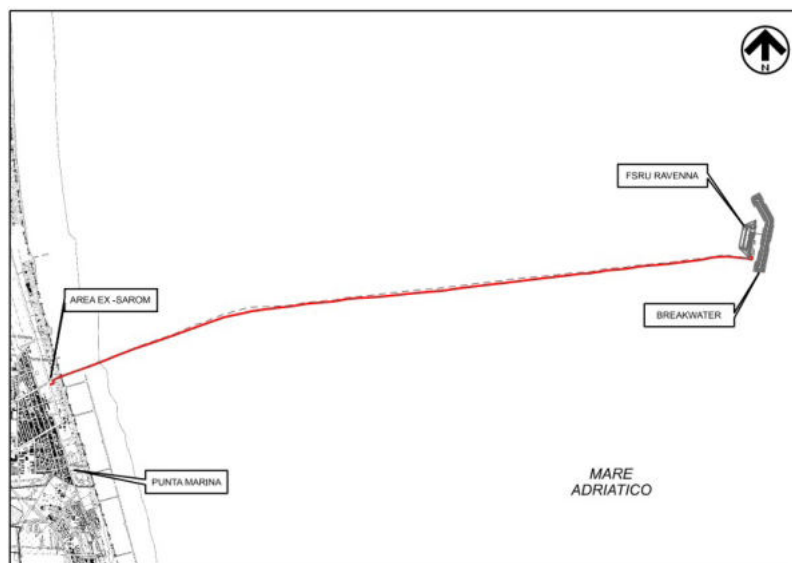 N
FSRU RAVENNA
AREA EX -SAROM
BREAKWATER
PUNTA MARINA
MARE
ADRIATICO